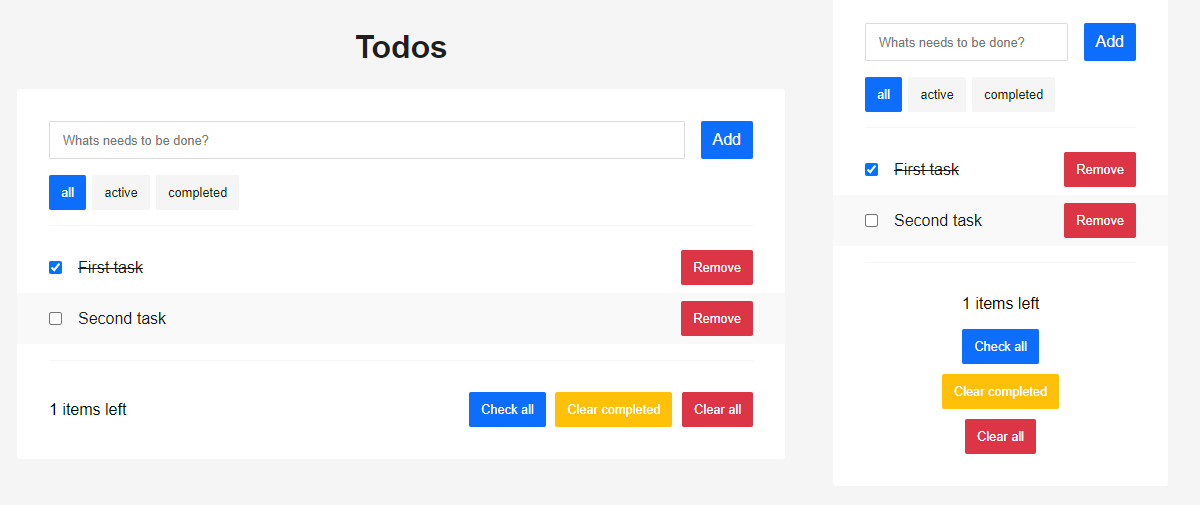 Todos
Whats needs to be done?
Add
all
active
completed
First task
Remove
Second task
Remove
1 items left
Check all
Clear completed
Clear all
Whats needs to be done?
Add
all
active
completed
First task
Remove
Second task
Remove
1 items left
Check all
Clear completed
Clear all